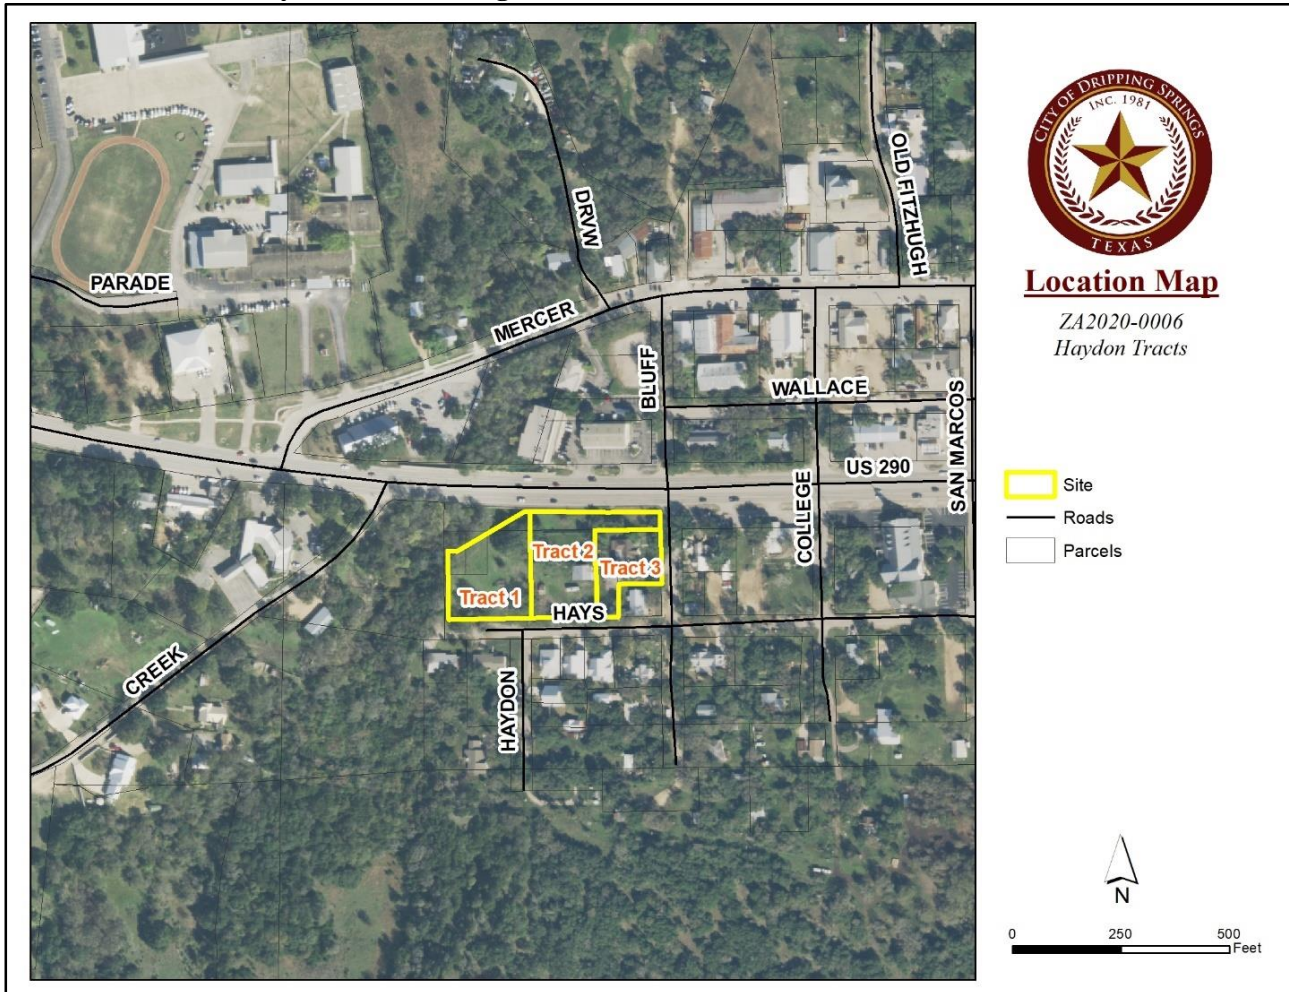 CITY OF DRIPPING SPRINGS
INC. 1981
TEXAS
Location Map
ZA2020-0006
Haydon Tracts
OLD FITZHUGH
DRVW
PARADE
MERCER
BLUFF
WALLACE
SAN MARCOS
US 290
COLLEGE
Tract 2
Tract 3
Tract 1
HAYS
CREEK
HAYDON
Site
Roads
Parcels
N
0 250 500
Feet